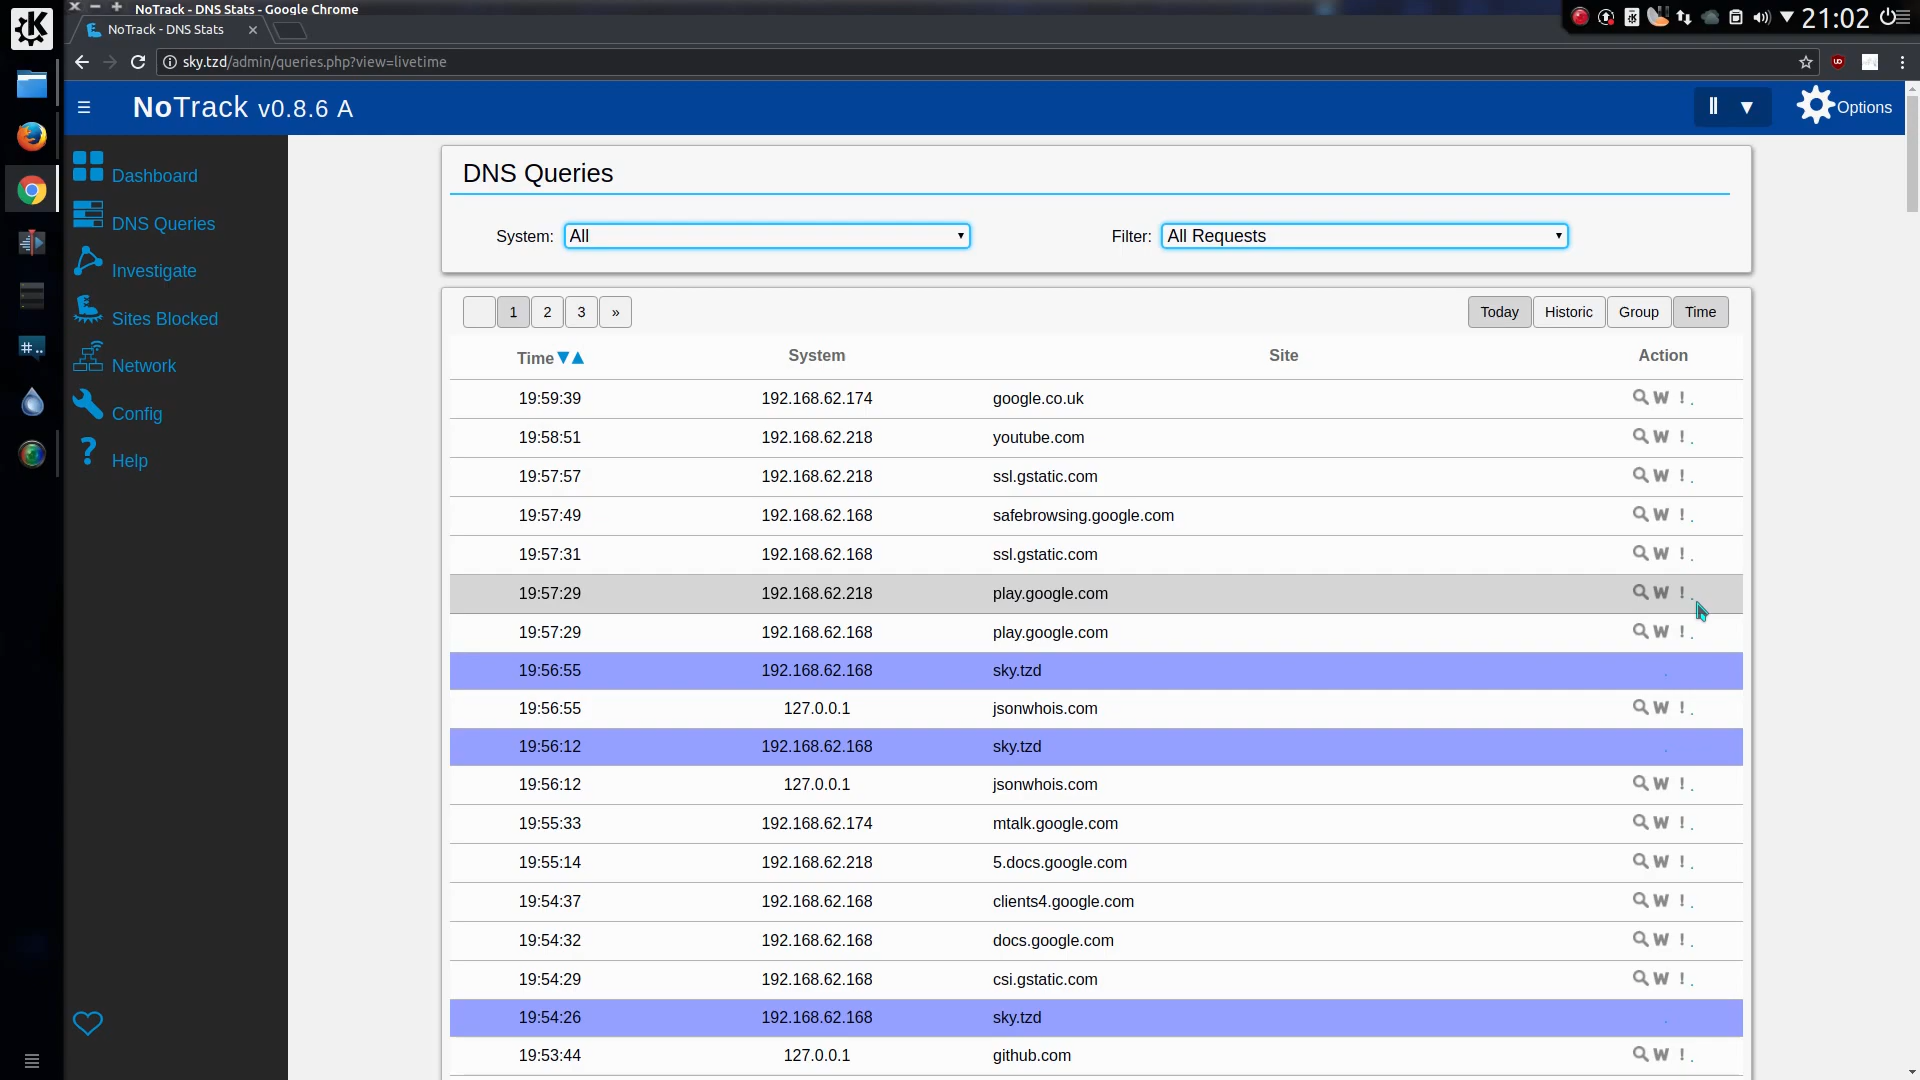 NoTrack - DNS Stats - Google Chrome
NoTrack - DNS Stats
21:02
sky.tzd/admin/queries.php?view=livetime
NoTrack v0.8.6 A
Options
Dashboard
DNS Queries
Investigate
Sites Blocked
Network
Config
Help
DNS Queries
System: All
Filter: All Requests
1 2 3 »
Today Historic Group Time
Time▼▲ System Site Action
19:59:39 192.168.62.174 google.co.uk W ! .
19:58:51 192.168.62.218 youtube.com W ! .
19:57:57 192.168.62.218 ssl.gstatic.com W ! .
19:57:49 192.168.62.168 safebrowsing.google.com W ! .
19:57:31 192.168.62.168 ssl.gstatic.com W ! .
19:57:29 192.168.62.218 play.google.com W ! .
19:57:29 192.168.62.168 play.google.com W ! .
19:56:55 192.168.62.168 sky.tzd .
19:56:55 127.0.0.1 jsonwhois.com W ! .
19:56:12 192.168.62.168 sky.tzd .
19:56:12 127.0.0.1 jsonwhois.com W ! .
19:55:33 192.168.62.174 mtalk.google.com W ! .
19:55:14 192.168.62.218 5.docs.google.com W ! .
19:54:37 192.168.62.168 clients4.google.com W ! .
19:54:32 192.168.62.168 docs.google.com W ! .
19:54:29 192.168.62.168 csi.gstatic.com W ! .
19:54:26 192.168.62.168 sky.tzd .
19:53:44 127.0.0.1 github.com W ! .